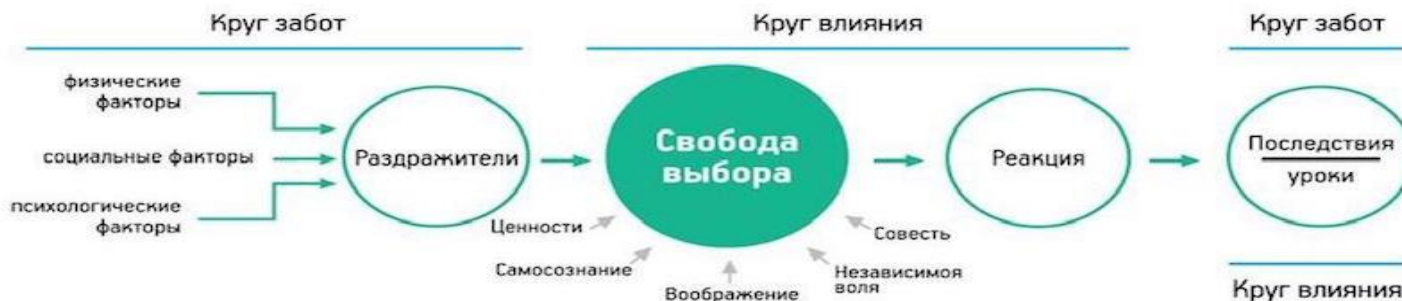 Круг забот
Круг влияния
Круг забот
физические
факторы
социальные факторы
психологические
факторы
Раздражители
Свобода
выбора
Ценности
Самосознание
Воображение
Независимоя
воля
Совесть
Реакция
Последствия
уроки
Круг влияния